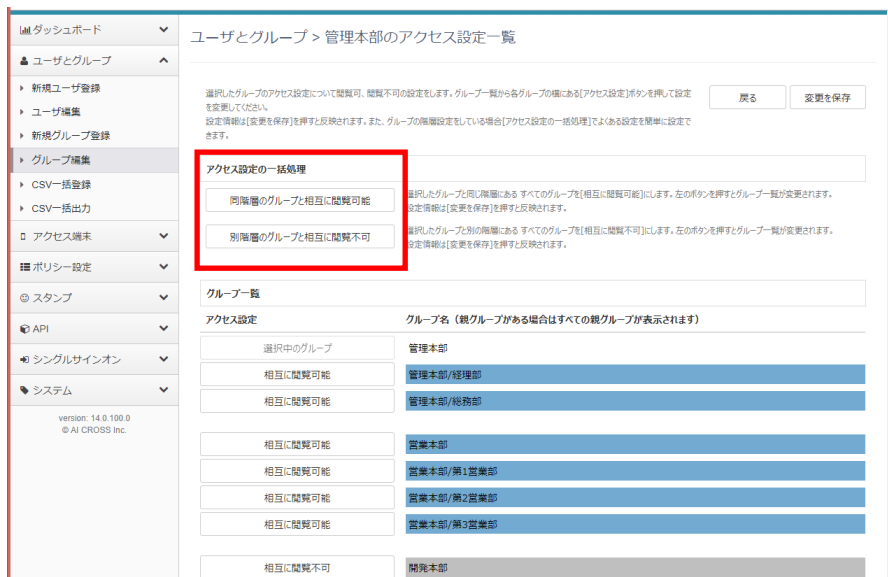 ダッシュボード
ユーザとグループ
新規ユーザ登録
ユーザ編集
新規グループ登録
グループ編集
CSV一括登録
CSV一括出力
アクセス端末
ポリシー設定
スタンプ
API
シングルサインオン
システム
version: 14.0.100.0
© AI CROSS Inc.
ユーザとグループ > 管理本部のアクセス設定一覧
選択したグループのアクセス設定について閲覧可、閲覧不可の設定をします。グループ一覧から各グループの横にある[アクセス設定]ボタンを押して設定
を変更してください。
設定情報は[変更を保存]を押すと反映されます。また、グループの階層設定をしている場合[アクセス設定の一括処理]でよくある設定を簡単に設定で
きます。
戻る
変更を保存
アクセス設定の一括処理
同階層のグループと相互に閲覧可能
選択したグループと同じ階層にある すべてのグループを[相互に閲覧可能]にします。左のボタンを押すとグループ一覧が変更されます。
設定情報は[変更を保存]を押すと反映されます。
別階層のグループと相互に閲覧不可
選択したグループと別の階層にある すべてのグループを[相互に閲覧不可]にします。左のボタンを押すとグループ一覧が変更されます。
設定情報は[変更を保存]を押すと反映されます。
グループ一覧
アクセス設定 グループ名（親グループがある場合はすべての親グループが表示されます）
選択中のグループ 管理本部
相互に閲覧可能 管理本部/経理部
相互に閲覧可能 管理本部/総務部
相互に閲覧可能 営業本部
相互に閲覧可能 営業本部/第1営業部
相互に閲覧可能 営業本部/第2営業部
相互に閲覧可能 営業本部/第3営業部
相互に閲覧不可 開発本部